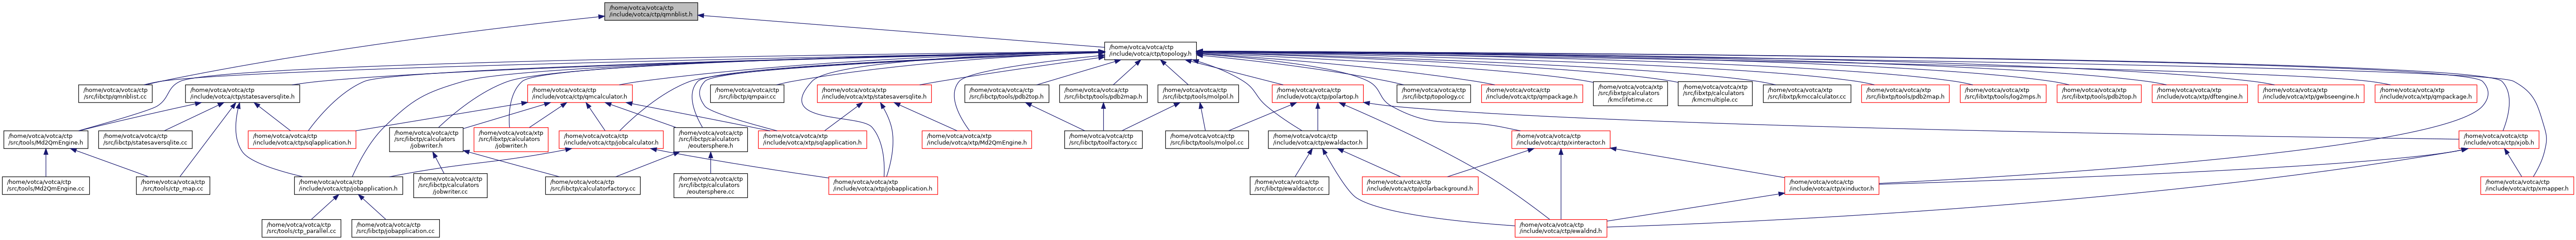 /home/votca/votca/ctp
/include/votca/ctp/qmnblist.h
/home/votca/votca/ctp
/include/votca/ctp/topology.h
/home/votca/votca/ctp
/src/libctp/qmnblist.cc
/home/votca/votca/ctp
/include/votca/ctp/statesaversqlite.h
/home/votca/votca/ctp
/include/votca/ctp/qmcalculator.h
/home/votca/votca/ctp
/src/libctp/qmpair.cc
/home/votca/votca/xtp
/include/votca/xtp/statesaversqlite.h
/home/votca/votca/ctp
/src/libctp/tools/pdb2top.h
/home/votca/votca/ctp
/src/libctp/tools/pdb2map.h
/home/votca/votca/ctp
/src/libctp/tools/molpol.h
/home/votca/votca/ctp
/include/votca/ctp/polartop.h
/home/votca/votca/ctp
/src/libctp/topology.cc
/home/votca/votca/ctp
/include/votca/ctp/qmpackage.h
/home/votca/votca/xtp
/src/libxtp/calculators
/kmclifetime.cc
/home/votca/votca/xtp
/src/libxtp/calculators
/kmcmultiple.cc
/home/votca/votca/xtp
/src/libxtp/kmccalculator.cc
/home/votca/votca/xtp
/src/libxtp/tools/pdb2map.h
/home/votca/votca/xtp
/src/libxtp/tools/log2mps.h
/home/votca/votca/xtp
/src/libxtp/tools/pdb2top.h
/home/votca/votca/xtp
/include/votca/xtp/dftengine.h
/home/votca/votca/xtp
/include/votca/xtp/gwbseengine.h
/home/votca/votca/xtp
/include/votca/xtp/qmpackage.h
/home/votca/votca/ctp
/src/tools/Md2QmEngine.h
/home/votca/votca/ctp
/src/libctp/statesaversqlite.cc
/home/votca/votca/ctp
/include/votca/ctp/sqlapplication.h
/home/votca/votca/ctp
/src/libctp/calculators
/jobwriter.h
/home/votca/votca/xtp
/src/libxtp/calculators
/jobwriter.h
/home/votca/votca/ctp
/include/votca/ctp/jobcalculator.h
/home/votca/votca/ctp
/src/libctp/calculators
/eoutersphere.h
/home/votca/votca/xtp
/include/votca/xtp/sqlapplication.h
/home/votca/votca/xtp
/include/votca/xtp/Md2QmEngine.h
/home/votca/votca/ctp
/src/libctp/toolfactory.cc
/home/votca/votca/ctp
/src/libctp/tools/molpol.cc
/home/votca/votca/ctp
/include/votca/ctp/ewaldactor.h
/home/votca/votca/ctp
/include/votca/ctp/xinteractor.h
/home/votca/votca/ctp
/include/votca/ctp/xjob.h
/home/votca/votca/ctp
/src/tools/Md2QmEngine.cc
/home/votca/votca/ctp
/src/tools/ctp_map.cc
/home/votca/votca/ctp
/include/votca/ctp/jobapplication.h
/home/votca/votca/ctp
/src/libctp/calculators
/jobwriter.cc
/home/votca/votca/ctp
/src/libctp/calculatorfactory.cc
/home/votca/votca/ctp
/src/libctp/calculators
/eoutersphere.cc
/home/votca/votca/xtp
/include/votca/xtp/jobapplication.h
/home/votca/votca/ctp
/src/libctp/ewaldactor.cc
/home/votca/votca/ctp
/include/votca/ctp/polarbackground.h
/home/votca/votca/ctp
/include/votca/ctp/xinductor.h
/home/votca/votca/ctp
/include/votca/ctp/xmapper.h
/home/votca/votca/ctp
/src/tools/ctp_parallel.cc
/home/votca/votca/ctp
/src/libctp/jobapplication.cc
/home/votca/votca/ctp
/include/votca/ctp/ewaldnd.h